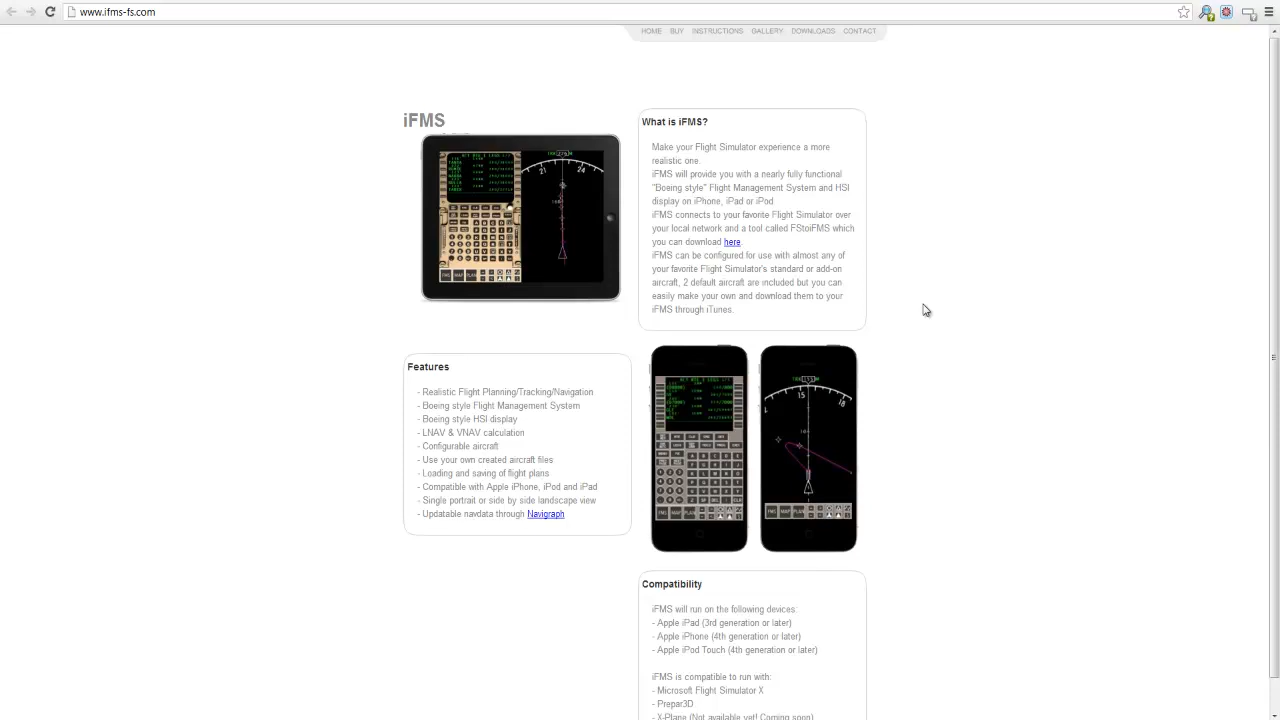 www.ifms-fs.com
HOME BUY INSTRUCTIONS GALLERY DOWNLOADS CONTACT
iFMS
What is iFMS?
Make your Flight Simulator experience a more
realistic one.
iFMS will provide you with a nearly fully functional
"Boeing style" Flight Management System and HSI
display on iPhone, iPad or iPod
iFMS connects to your favorite Flight Simulator over
your local network and a tool called FStoiFMS which
you can download here.
iFMS can be configured for use with almost any of
your favorite Flight Simulator's standard or add-on
aircraft, 2 default aircraft are included but you can
easily make your own and download them to your
iFMS through iTunes.
21 24
Features
- Realistic Flight Planning/Tracking/Navigation
- Boeing style Flight Management System
- Boeing style HSI display
- LNAV & VNAV calculation
- Configurable aircraft
- Use your own created aircraft files
- Loading and saving of flight plans
- Compatible with Apple iPhone, iPod and iPad
- Single portrait or side by side landscape view
- Updatable navdata through Navigraph
15 18
Compatibility
iFMS will run on the following devices:
- Apple iPad (3rd generation or later)
- Apple iPhone (4th generation or later)
- Apple iPod Touch (4th generation or later)
iFMS is compatible to run with:
- Microsoft Flight Simulator X
- Prepar3D
- X-Plane (Not available yet! Coming soon)